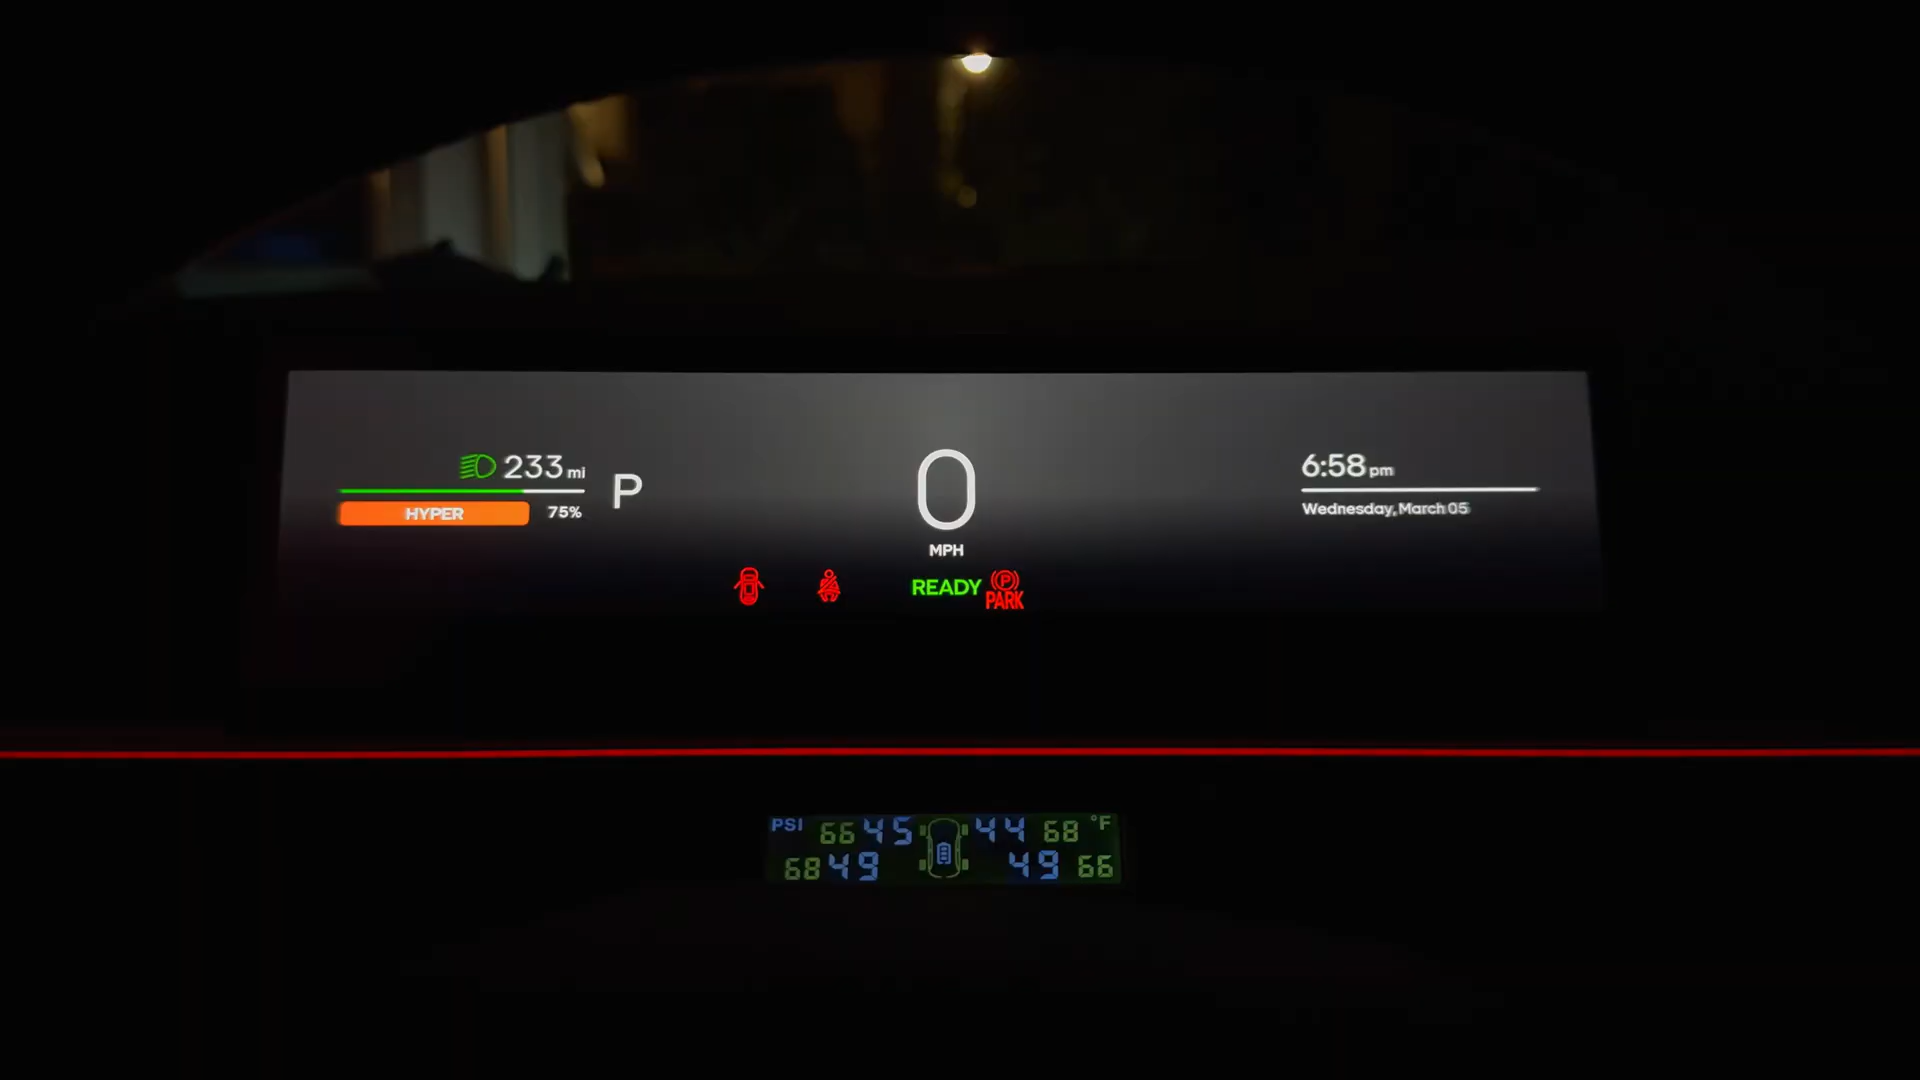 233 mi
HYPER 75%
P
0
MPH
READY
PARK
6:58 pm
Wednesday, March 05
PSI 66 45 44 68 °F
68 49 49 66